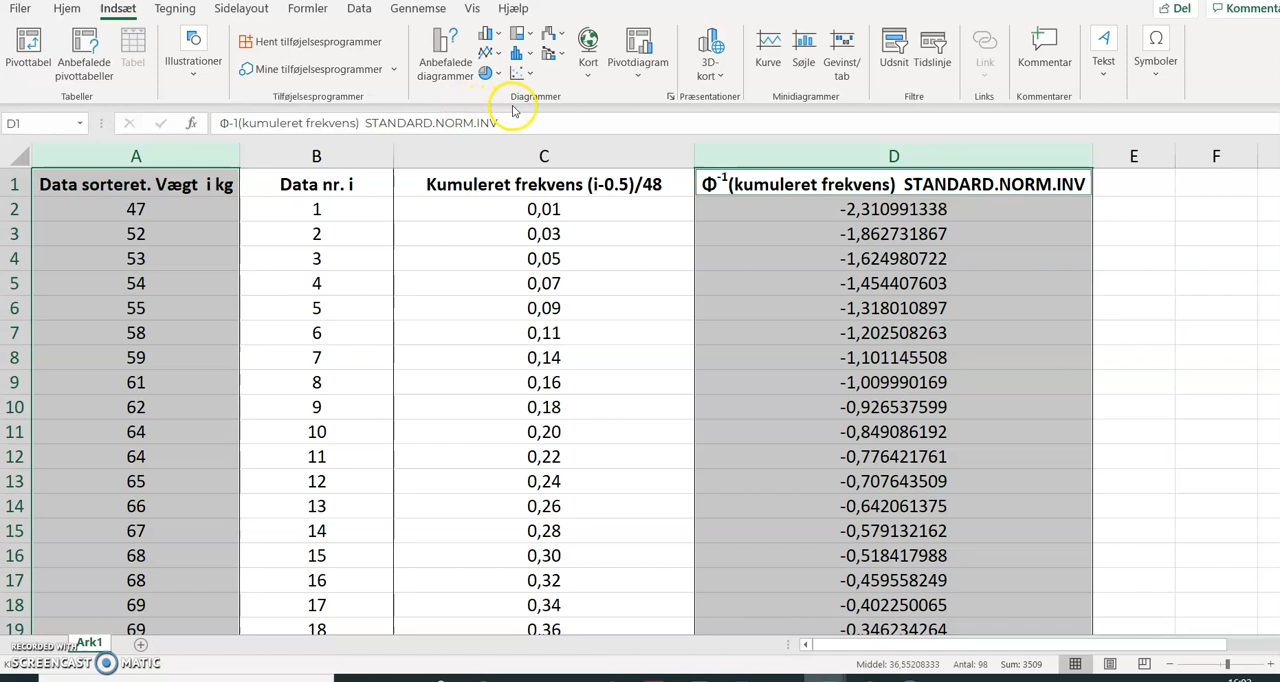 Filer Hjem Indsæt Tegning Sidelayout Formler Data Gennemse Vis Hjælp Del
Pivottabel Anbefalede pivottabeller Tabel Illustrationer Hent tilføjelsesprogrammer Mine tilføjelsesprogrammer Anbefalede diagrammer Kort Pivotdiagram 3D-kort Kurve Søjle Gevinst/tab Udsnit Tidslinje Link Kommentar Tekst Symboler
Tabeller Tilføjelsesprogrammer Diagrammer Præsentationer Minidiagrammer Filtre Links Kommentarer
D1 fx Φ-1(kumuleret frekvens) STANDARD.NORM.INV
A B C D E F
1 Data sorteret. Vægt i kg Data nr. i Kumuleret frekvens (i-0.5)/48 Φ⁻¹(kumuleret frekvens) STANDARD.NORM.INV
2 47 1 0,01 -2,310991338
3 52 2 0,03 -1,862731867
4 53 3 0,05 -1,624980722
5 54 4 0,07 -1,454407603
6 55 5 0,09 -1,318010897
7 58 6 0,11 -1,202508263
8 59 7 0,14 -1,101145508
9 61 8 0,16 -1,009990169
10 62 9 0,18 -0,926537599
11 64 10 0,20 -0,849086192
12 64 11 0,22 -0,776421761
13 65 12 0,24 -0,707643509
14 66 13 0,26 -0,642061375
15 67 14 0,28 -0,579132162
16 68 15 0,30 -0,518417988
17 68 16 0,32 -0,459558249
18 69 17 0,34 -0,402250065
19 69 18 0,36 -0,346234264
Ark1
RECORDED WITH
SCREENCAST MATIC
Middel: 36,55208333 Antal: 98 Sum: 3509